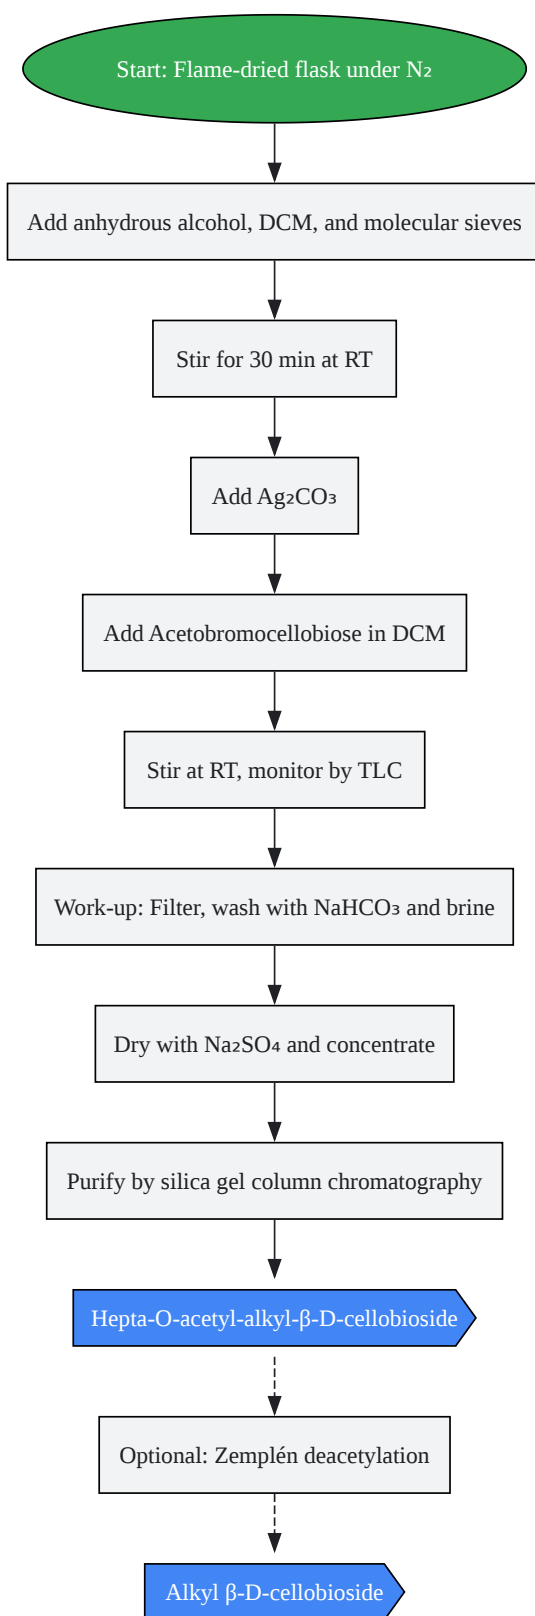 Start: Flame-dried flask under N₂
Add anhydrous alcohol, DCM, and molecular sieves
Stir for 30 min at RT
Add Ag₂CO₃
Add Acetobromocellobiose in DCM
Stir at RT, monitor by TLC
Work-up: Filter, wash with NaHCO₃ and brine
Dry with Na₂SO₄ and concentrate
Purify by silica gel column chromatography
Hepta-O-acetyl-alkyl-β-D-cellobioside
Optional: Zemplén deacetylation
Alkyl β-D-cellobioside